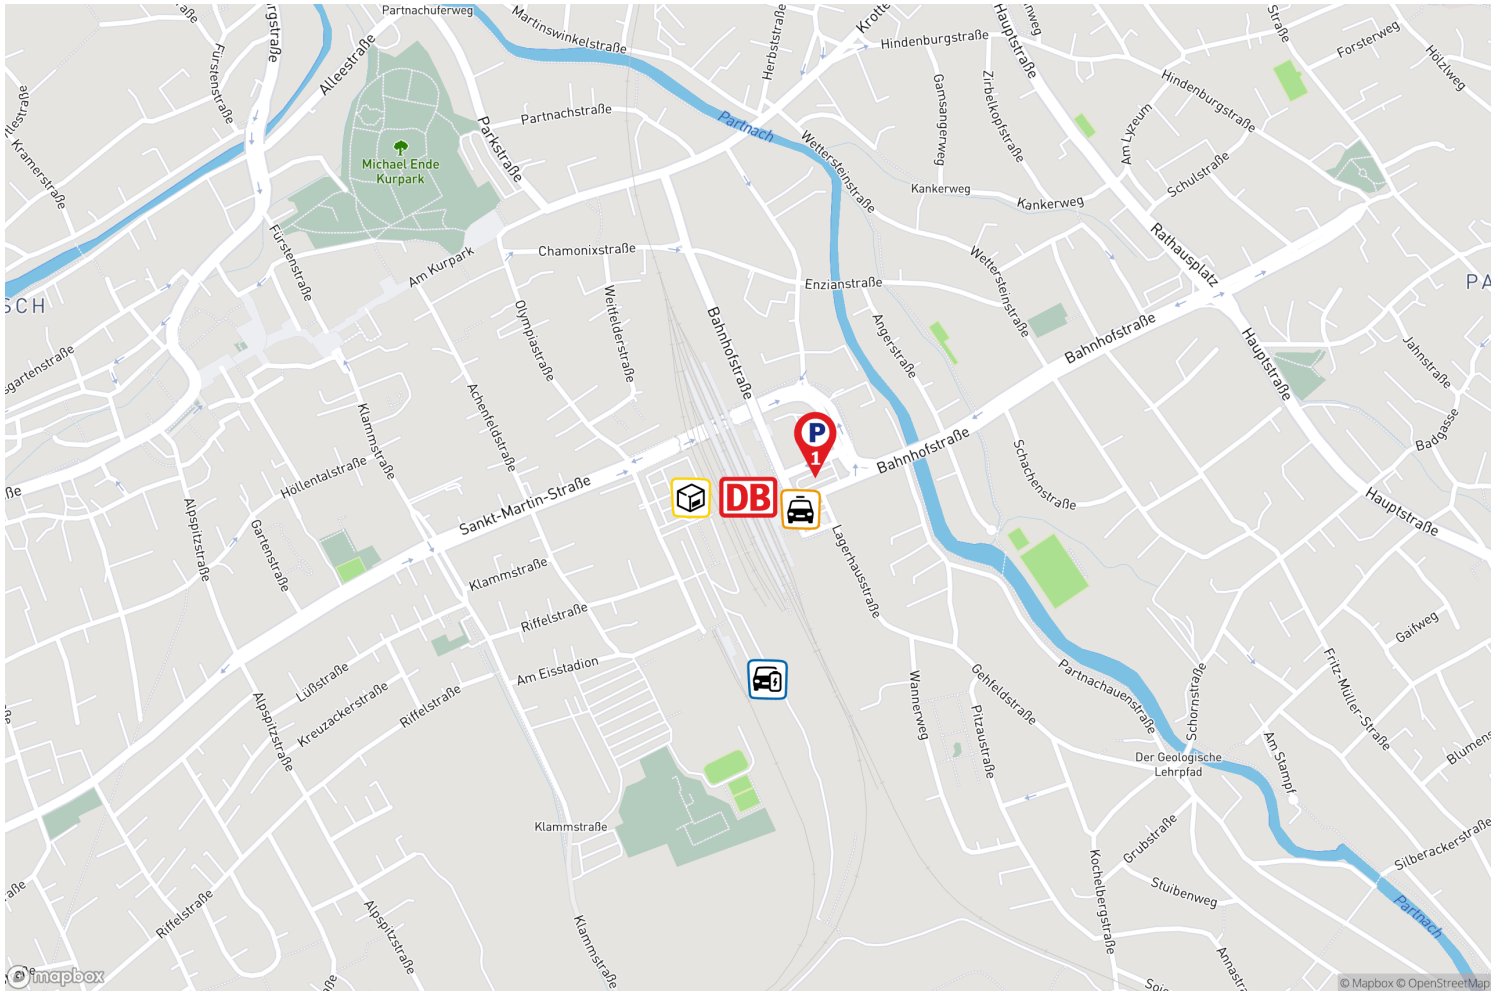 Partnachuferweg
Martinswinkelstraße
Herbststraße
Hindenburgstraße
Hauptstraße
Straße
Forsterweg
Hölzlweg
Fürstenstraße
Alleestraße
Kramerstraße
Parkstraße
Partnachstraße
Partnach
Wettersteinstraße
Gamsangerweg
Zirbelkopfstraße
Hindenburgstraße
Am Lyzeum
Schulstraße
Michael Ende
Kurpark
Kankerweg
Kankerweg
Fürstenstraße
Am Kurpark
Chamonixstraße
Enzianstraße
Wettersteinstraße
Rathausplatz
SCH
PA
Olympiastraße
Weitfelderstraße
Bahnhofstraße
Angerstraße
Bahnhofstraße
Hauptstraße
Jahnstraße
Badgasse
Achenfeldstraße
Klammstraße
Höllentalstraße
P
1
Bahnhofstraße
Schachenstraße
Hauptstraße
Sankt-Martin-Straße
DB
Alpspitzstraße
Gartenstraße
Klammstraße
Lagerhausstraße
Riffelstraße
Gaifweg
Fritz-Müller-Straße
Lüßstraße
Am Eisstadion
Kreuzackerstraße
Riffelstraße
Alpspitzstraße
Wannerweg
Pitzaustraße
Gehfeldstraße
Partnachauenstraße
Schornstraße
Am Stampf
Der Geologische
Lehrpfad
Klammstraße
Grubstraße
Silberackerstraße
Kochelbergstraße
Stuibenweg
Partnach
Riffelstraße
Alpspitzstraße
Klammstraße
mapbox
© Mapbox © OpenStreetMap